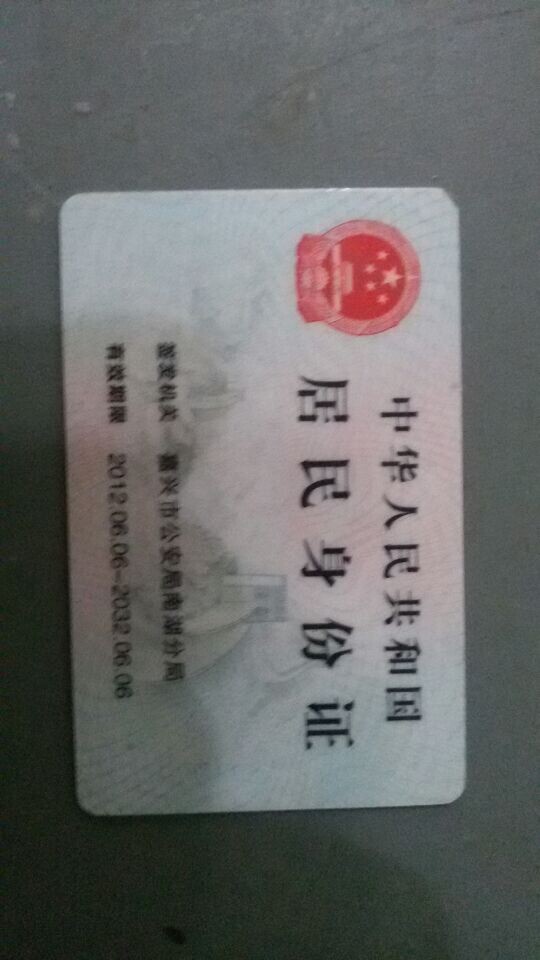 中华人民共和国
居民身份证
签发机关 嘉兴市公安局南湖分局
有效期限 2012.06.06-2032.06.06